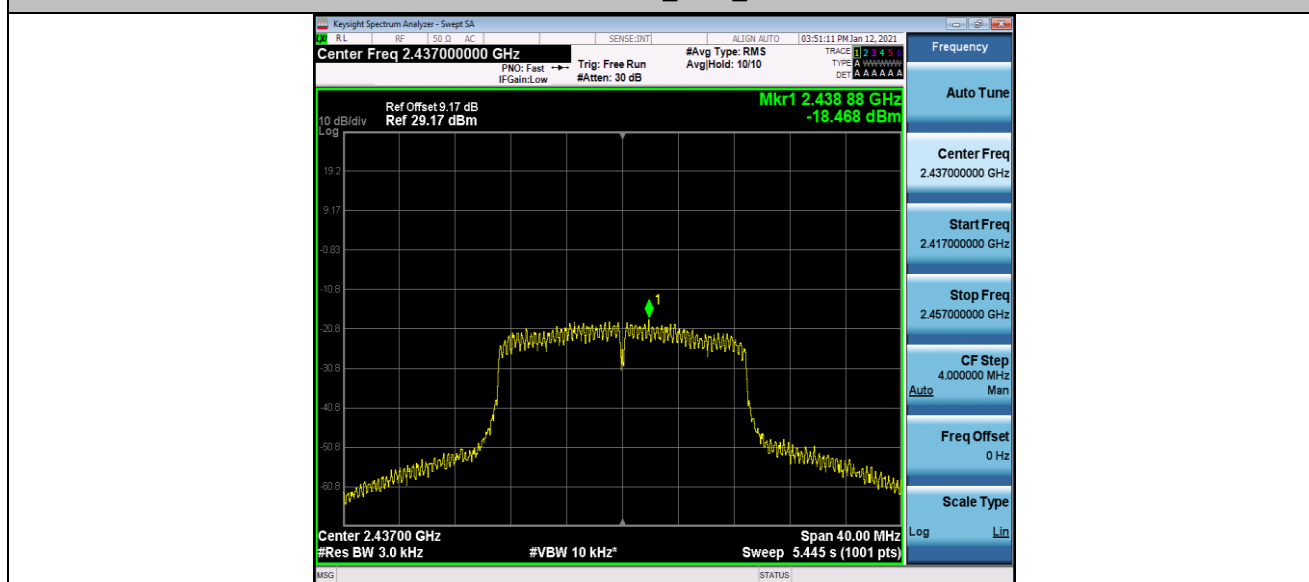 Keysight Spectrum Analyzer - Swept SA
RL RF 50 Ω AC SENSE:INT ALIGN AUTO 03:51:11 PM Jan 12, 2021
Center Freq 2.437000000 GHz
PNO: Fast
IFGain:Low
Trig: Free Run
#Atten: 30 dB
#Avg Type: RMS
Avg|Hold: 10/10
TRACE 1 2 3 4 5 6
TYPE A WWWWW
DET A A A A A A
Ref Offset 9.17 dB
10 dB/div Ref 29.17 dBm
Log
Mkr1 2.438 88 GHz
-18.468 dBm
19.2
9.17
-0.83
-10.8
-20.8
-30.8
-40.8
-50.8
-60.8
1
Center 2.43700 GHz Span 40.00 MHz
#Res BW 3.0 kHz #VBW 10 kHz* Sweep 5.445 s (1001 pts)
MSG STATUS
Frequency
Auto Tune
Center Freq
2.437000000 GHz
Start Freq
2.417000000 GHz
Stop Freq
2.457000000 GHz
CF Step
4.000000 MHz
Auto Man
Freq Offset
0 Hz
Scale Type
Log Lin